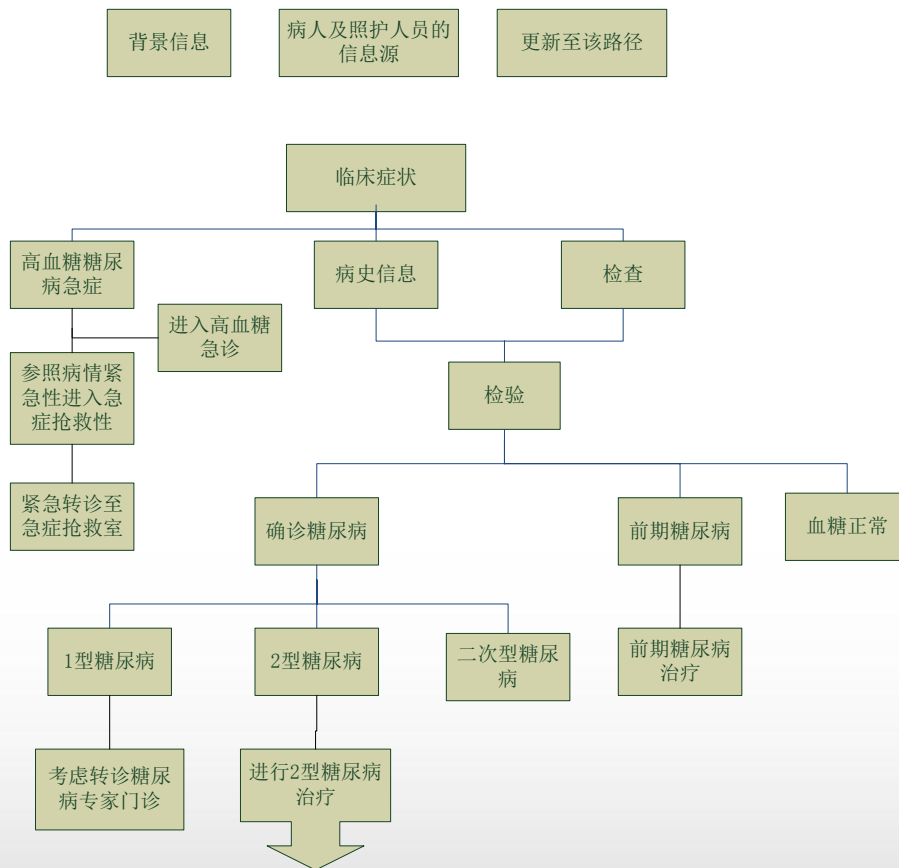 背景信息
病人及照护人员的
信息源
更新至该路径
临床症状
高血糖糖尿
病急症
病史信息
检查
进入高血糖
急诊
参照病情紧
急性进入急
症抢救性
检验
紧急转诊至
急症抢救室
确诊糖尿病
前期糖尿病
血糖正常
1型糖尿病
2型糖尿病
二次型糖尿
病
前期糖尿病
治疗
考虑转诊糖尿
病专家门诊
进行2型糖尿病
治疗